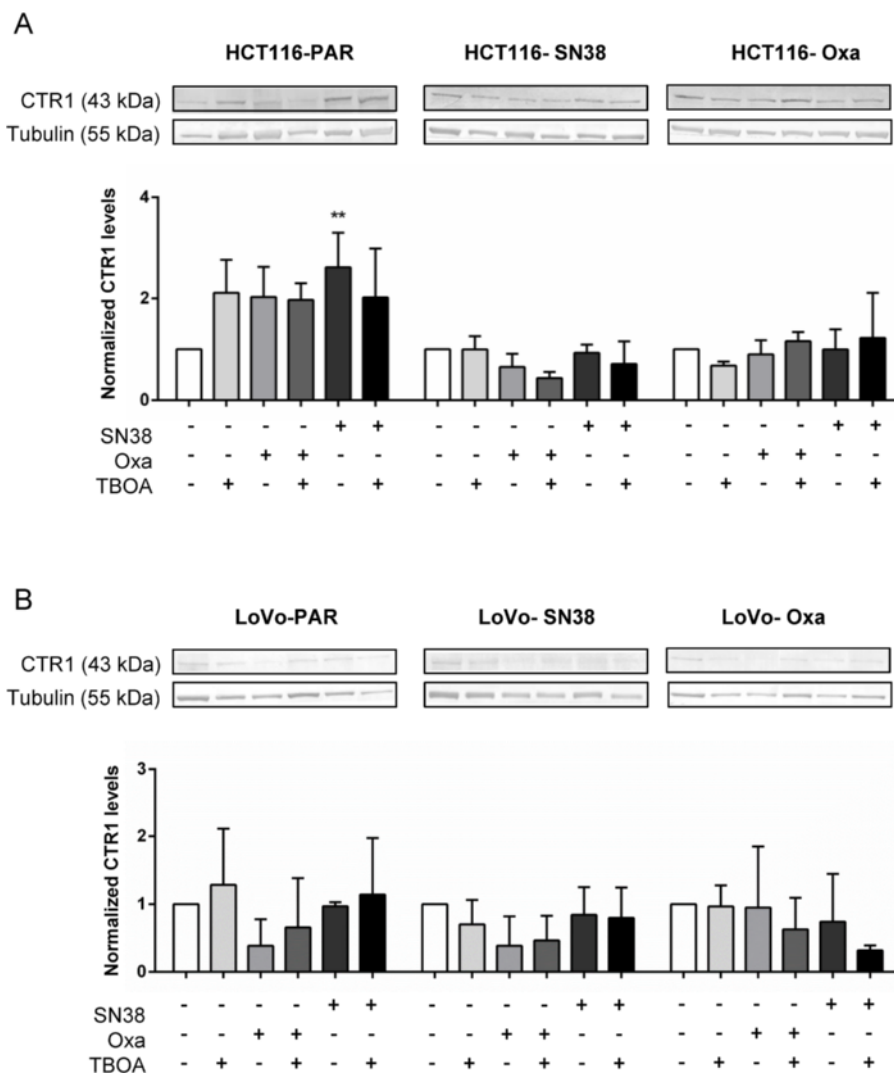 A
HCT116-PAR HCT116- SN38 HCT116- Oxa
CTR1 (43 kDa)
Tubulin (55 kDa)
Normalized CTR1 levels
4
2
0
**
SN38 - - - - + + - - - - + + - - - - + +
Oxa - - + + - - - - + + - - - - + + - -
TBOA - + - + - + - + - + - + - + - + - +
B
LoVo-PAR LoVo- SN38 LoVo- Oxa
CTR1 (43 kDa)
Tubulin (55 kDa)
Normalized CTR1 levels
3
2
1
0
SN38 - - - - + + - - - - + + - - - - + +
Oxa - - + + - - - - + + - - - - + + - -
TBOA - + - + - + - + - + - + - + - + - +